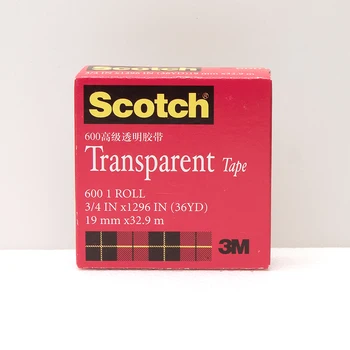 Scotch
600高级透明胶带
Transparent Tape
600 1 ROLL
3/4 IN x1296 IN (36YD)
19 mm x32.9 m
3M